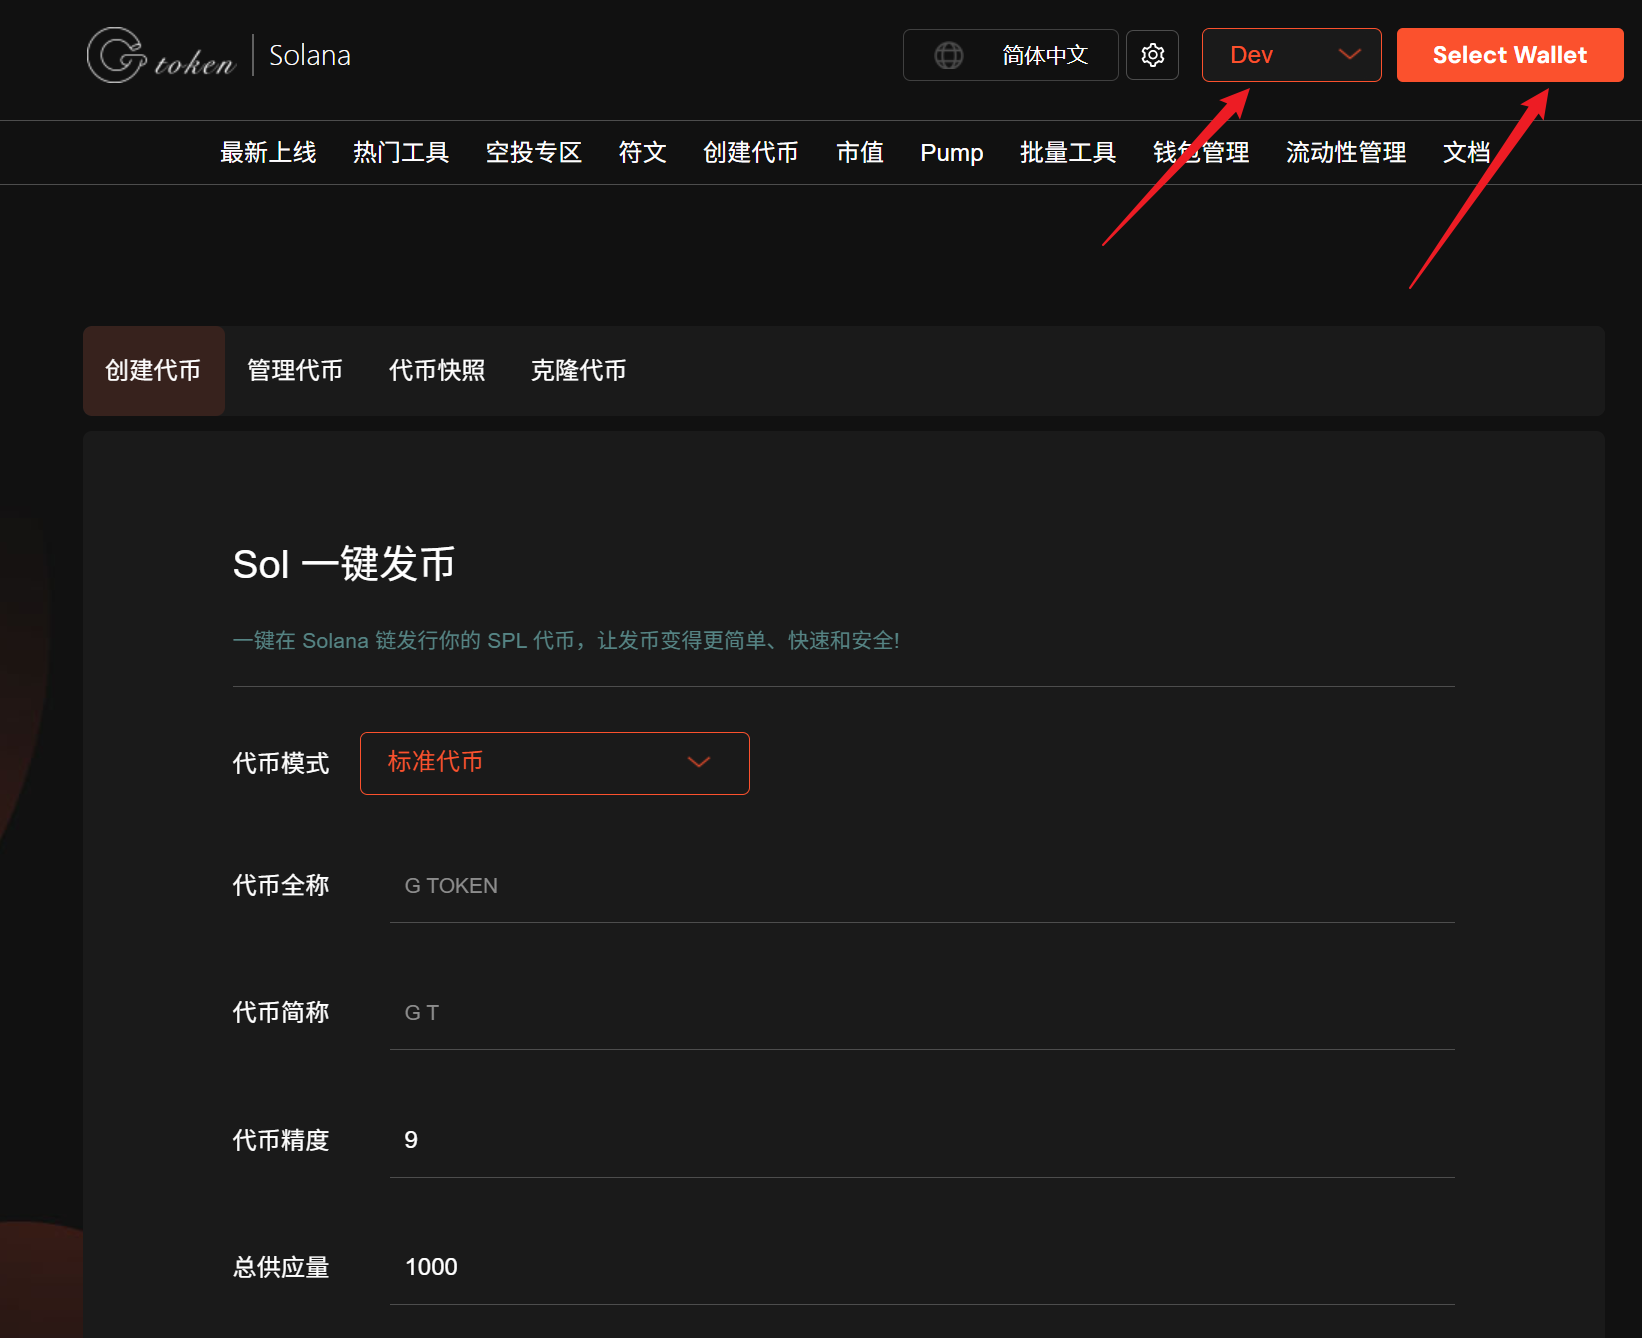 G token | Solana
简体中文
Dev
Select Wallet
最新上线 热门工具 空投专区 符文 创建代币 市值 Pump 批量工具 钱包管理 流动性管理 文档
创建代币 管理代币 代币快照 克隆代币
Sol 一键发币
一键在 Solana 链发行你的 SPL 代币，让发币变得更简单、快速和安全!
代币模式 标准代币
代币全称 G TOKEN
代币简称 G T
代币精度 9
总供应量 1000